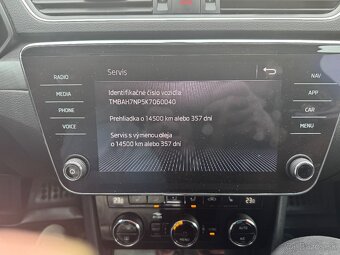 Servis
RADIO
MEDIA
PHONE
VOICE
Identifikačné číslo vozidla:
TMBAH7NP5K7060040
Prehliadka o 14500 km alebo 357 dní
Servis s výmenou oleja
o 14500 km alebo 357 dní
NAV
APP
CAR
MENU